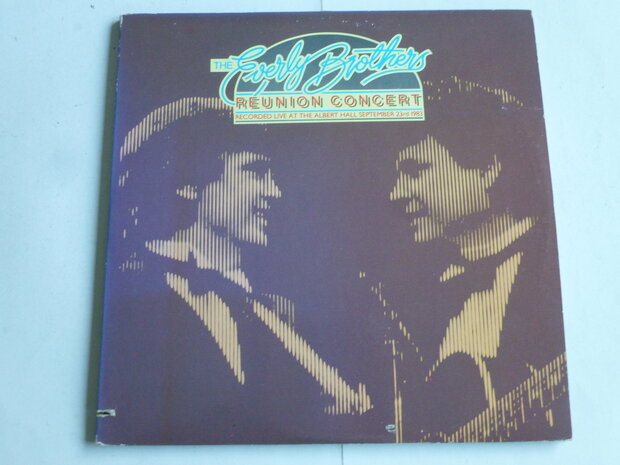 THE Everly Brothers
REUNION CONCERT
RECORDED LIVE AT THE ALBERT HALL SEPTEMBER 23rd 1983